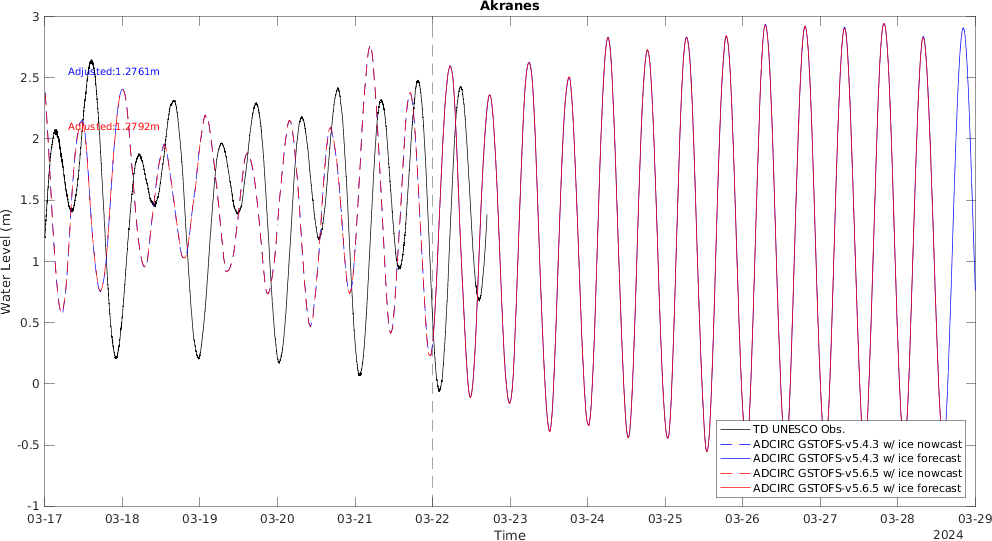 Akranes
Adjusted:1.2761m
Adjusted:1.2792m
3
2.5
2
1.5
1
0.5
0
-0.5
-1
Water Level (m)
TD UNESCO Obs.
ADCIRC GSTOFS-v5.4.3 w/ ice nowcast
ADCIRC GSTOFS-v5.4.3 w/ ice forecast
ADCIRC GSTOFS-v5.6.5 w/ ice nowcast
ADCIRC GSTOFS-v5.6.5 w/ ice forecast
03-17 03-18 03-19 03-20 03-21 03-22 03-23 03-24 03-25 03-26 03-27 03-28 03-29
Time
2024